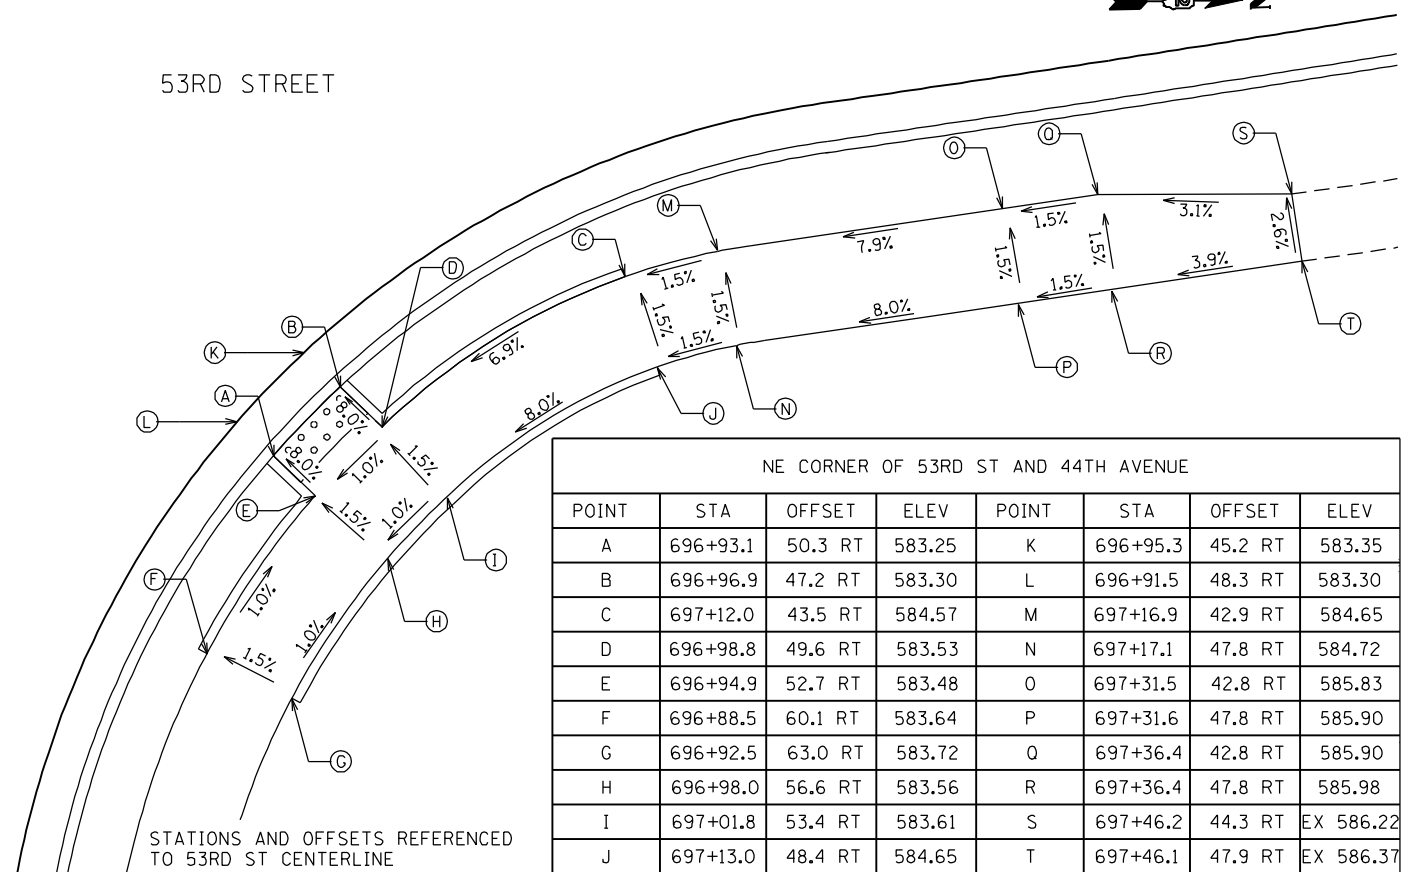 N
53RD STREET
S
Q
O
M
C
D
B
K
A
L
E
F
I
H
G
J
N
P
R
T
3.1%
2.6%
1.5%
1.5%
1.5%
3.9%
1.5%
7.9%
8.0%
1.5%
1.5%
1.5%
1.5%
6.9%
8.0%
8.0%
8.0%
1.0%
1.5%
1.5%
1.0%
1.0%
1.0%
1.5%
NE CORNER OF 53RD ST AND 44TH AVENUE
POINT STA OFFSET ELEV POINT STA OFFSET ELEV
A 696+93.1 50.3 RT 583.25 K 696+95.3 45.2 RT 583.35
B 696+96.9 47.2 RT 583.30 L 696+91.5 48.3 RT 583.30
C 697+12.0 43.5 RT 584.57 M 697+16.9 42.9 RT 584.65
D 696+98.8 49.6 RT 583.53 N 697+17.1 47.8 RT 584.72
E 696+94.9 52.7 RT 583.48 O 697+31.5 42.8 RT 585.83
F 696+88.5 60.1 RT 583.64 P 697+31.6 47.8 RT 585.90
G 696+92.5 63.0 RT 583.72 Q 697+36.4 42.8 RT 585.90
H 696+98.0 56.6 RT 583.56 R 697+36.4 47.8 RT 585.98
I 697+01.8 53.4 RT 583.61 S 697+46.2 44.3 RT EX 586.22
J 697+13.0 48.4 RT 584.65 T 697+46.1 47.9 RT EX 586.37
STATIONS AND OFFSETS REFERENCED
TO 53RD ST CENTERLINE